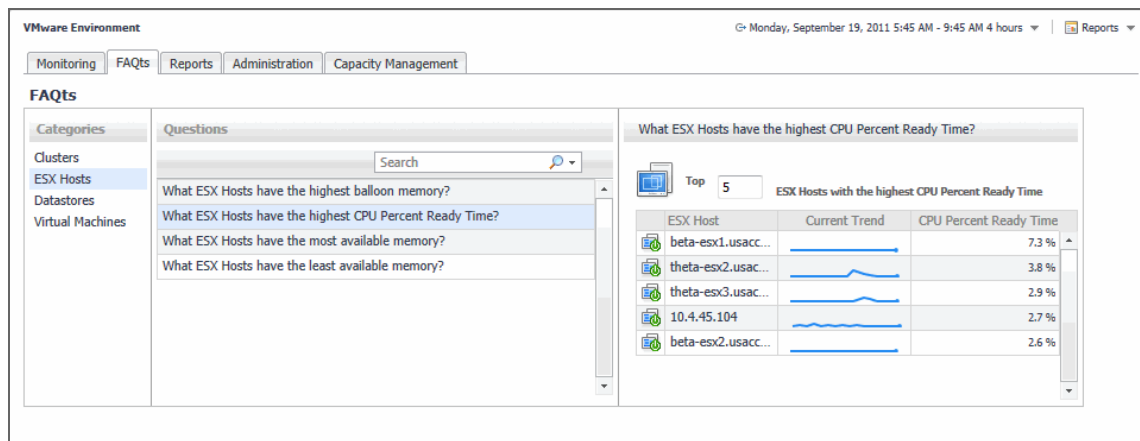 VMware Environment
Monday, September 19, 2011 5:45 AM - 9:45 AM 4 hours
Reports
Monitoring FAQts Reports Administration Capacity Management
FAQts
Categories
Clusters
ESX Hosts
Datastores
Virtual Machines
Questions
Search
What ESX Hosts have the highest balloon memory?
What ESX Hosts have the highest CPU Percent Ready Time?
What ESX Hosts have the most available memory?
What ESX Hosts have the least available memory?
What ESX Hosts have the highest CPU Percent Ready Time?
Top 5 ESX Hosts with the highest CPU Percent Ready Time
ESX Host Current Trend CPU Percent Ready Time
beta-esx1.usacc... 7.3 %
theta-esx2.usac... 3.8 %
theta-esx3.usac... 2.9 %
10.4.45.104 2.7 %
beta-esx2.usacc... 2.6 %